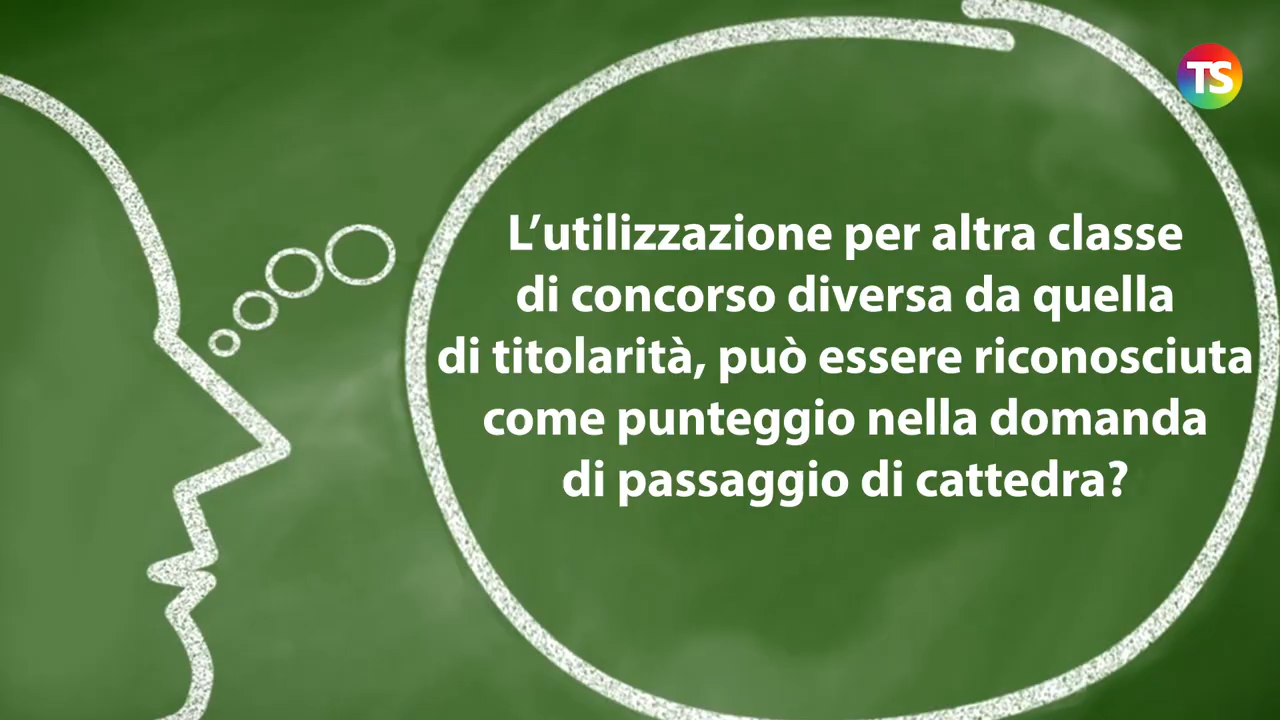 TS
L’utilizzazione per altra classe
di concorso diversa da quella
di titolarità, può essere riconosciuta
come punteggio nella domanda
di passaggio di cattedra?